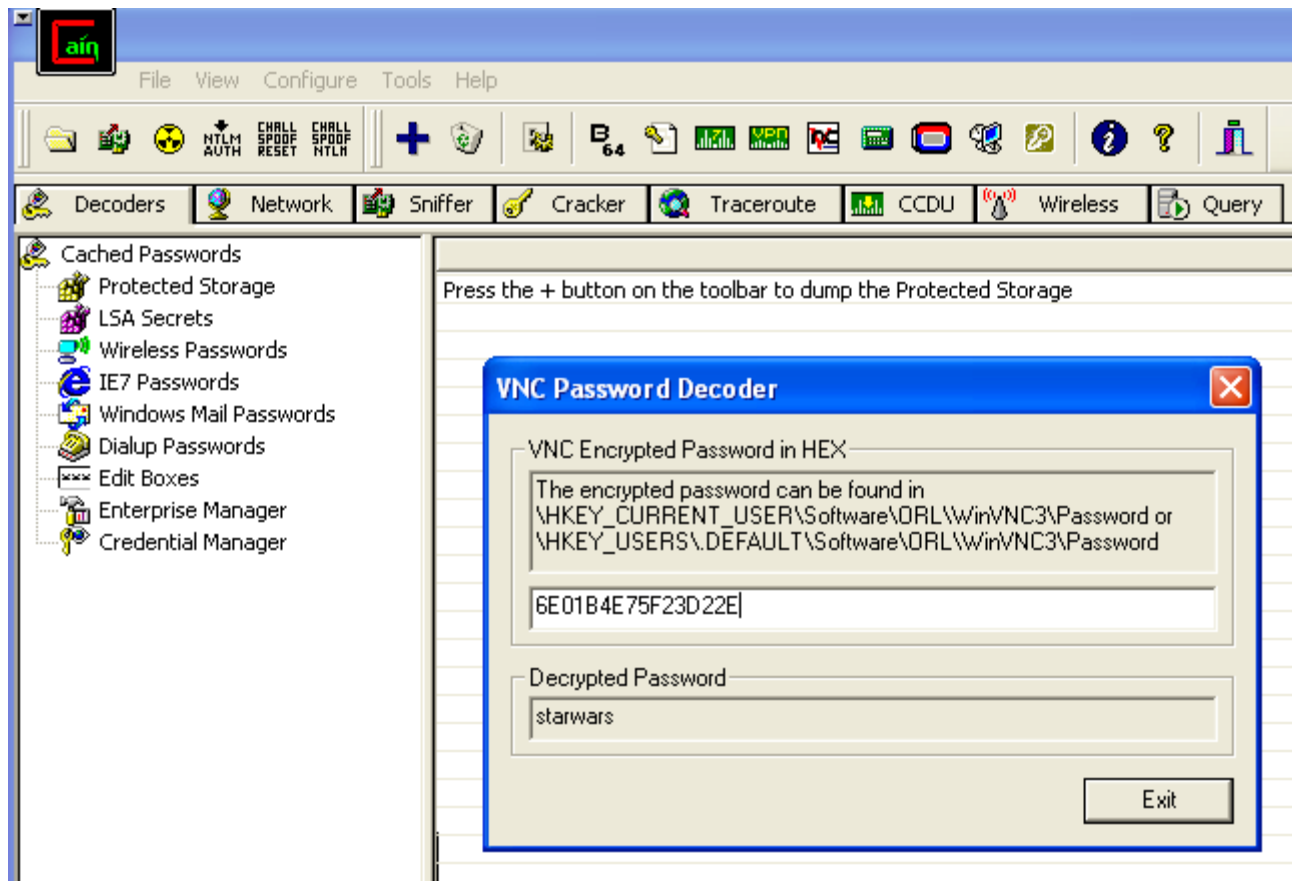 Cain
File View Configure Tools Help
NTLM AUTH
CHALL SPOOF RESET
CHALL SPOOF NTLM
B64
Decoders Network Sniffer Cracker Traceroute CCDU Wireless Query
Cached Passwords
Protected Storage
LSA Secrets
Wireless Passwords
IE7 Passwords
Windows Mail Passwords
Dialup Passwords
Edit Boxes
Enterprise Manager
Credential Manager
Press the + button on the toolbar to dump the Protected Storage
VNC Password Decoder
VNC Encrypted Password in HEX
The encrypted password can be found in
\HKEY_CURRENT_USER\Software\ORL\WinVNC3\Password or
\HKEY_USERS\.DEFAULT\Software\ORL\WinVNC3\Password
6E01B4E75F23D22E
Decrypted Password
starwars
Exit